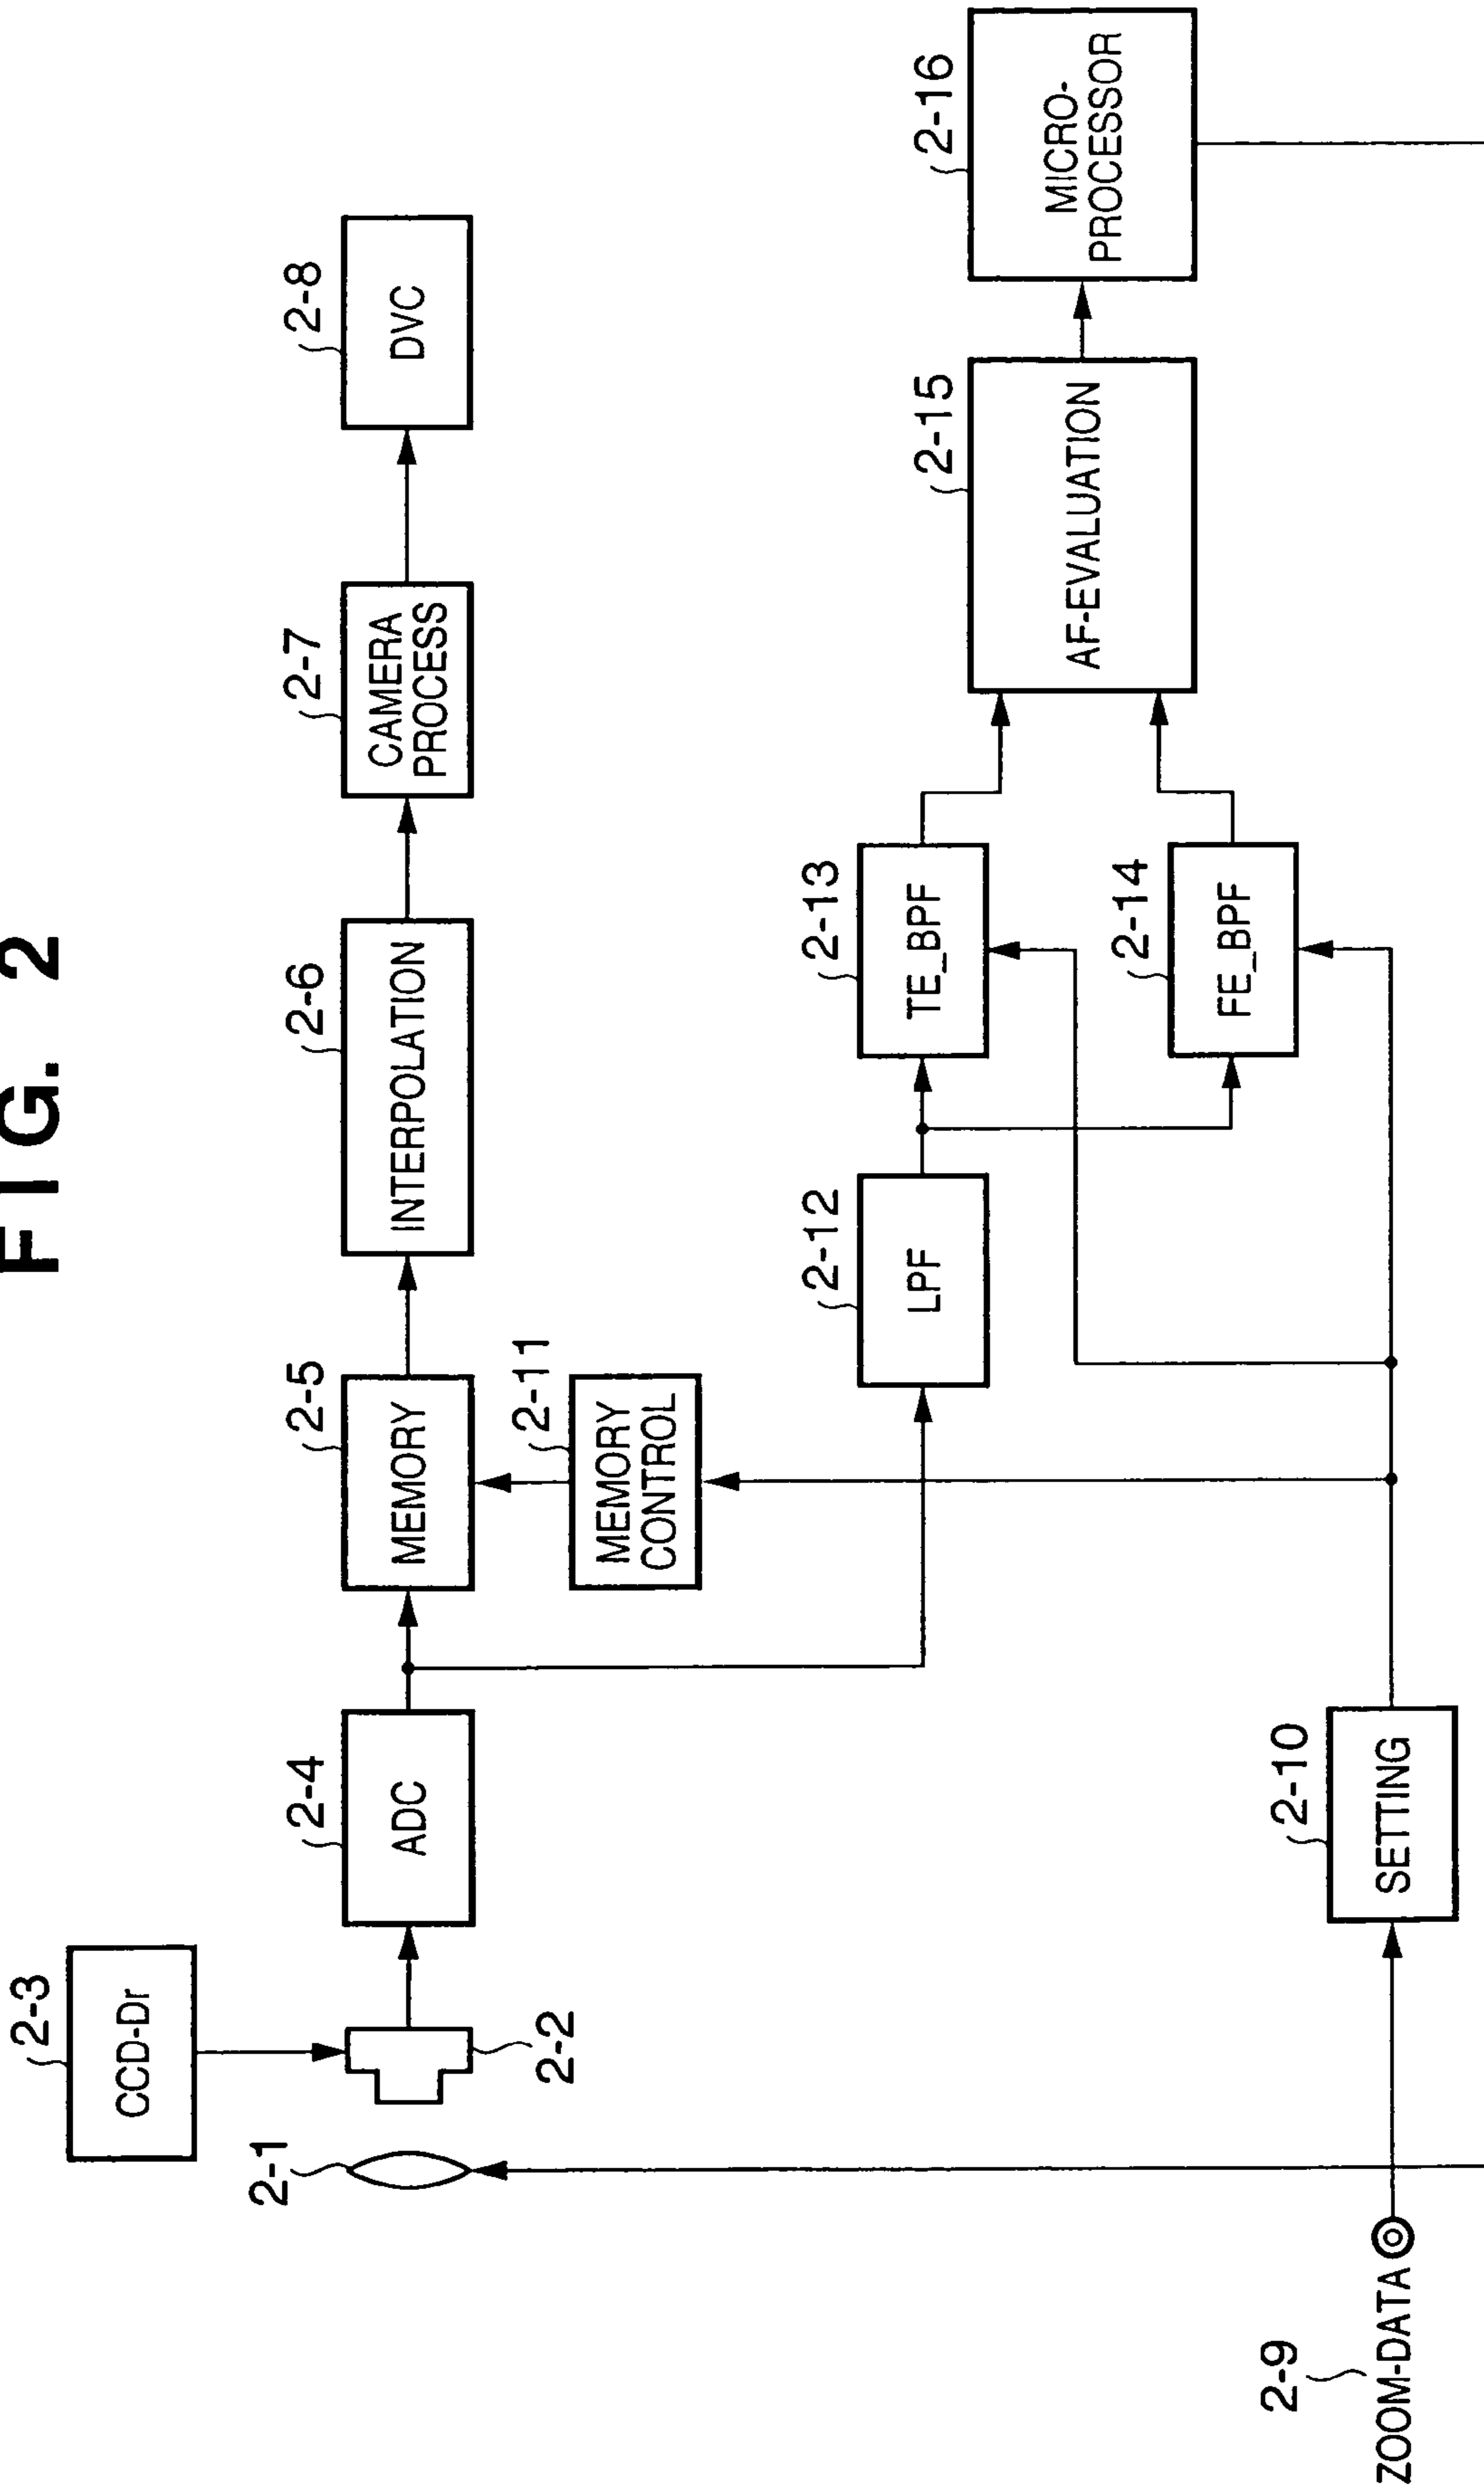 FIG. 2
2-3
CCD-Dr
2-1
2-2
2-4
ADC
2-5
MEMORY
2-6
INTERPOLATION
2-7
CAMERA
PROCESS
2-8
DVC
2-11
MEMORY
CONTROL
2-12
LPF
2-13
TE_BPF
2-14
FE_BPF
2-15
AF-EVALUATION
2-16
MICRO-
PROCESSOR
2-9
ZOOM-DATA
2-10
SETTING